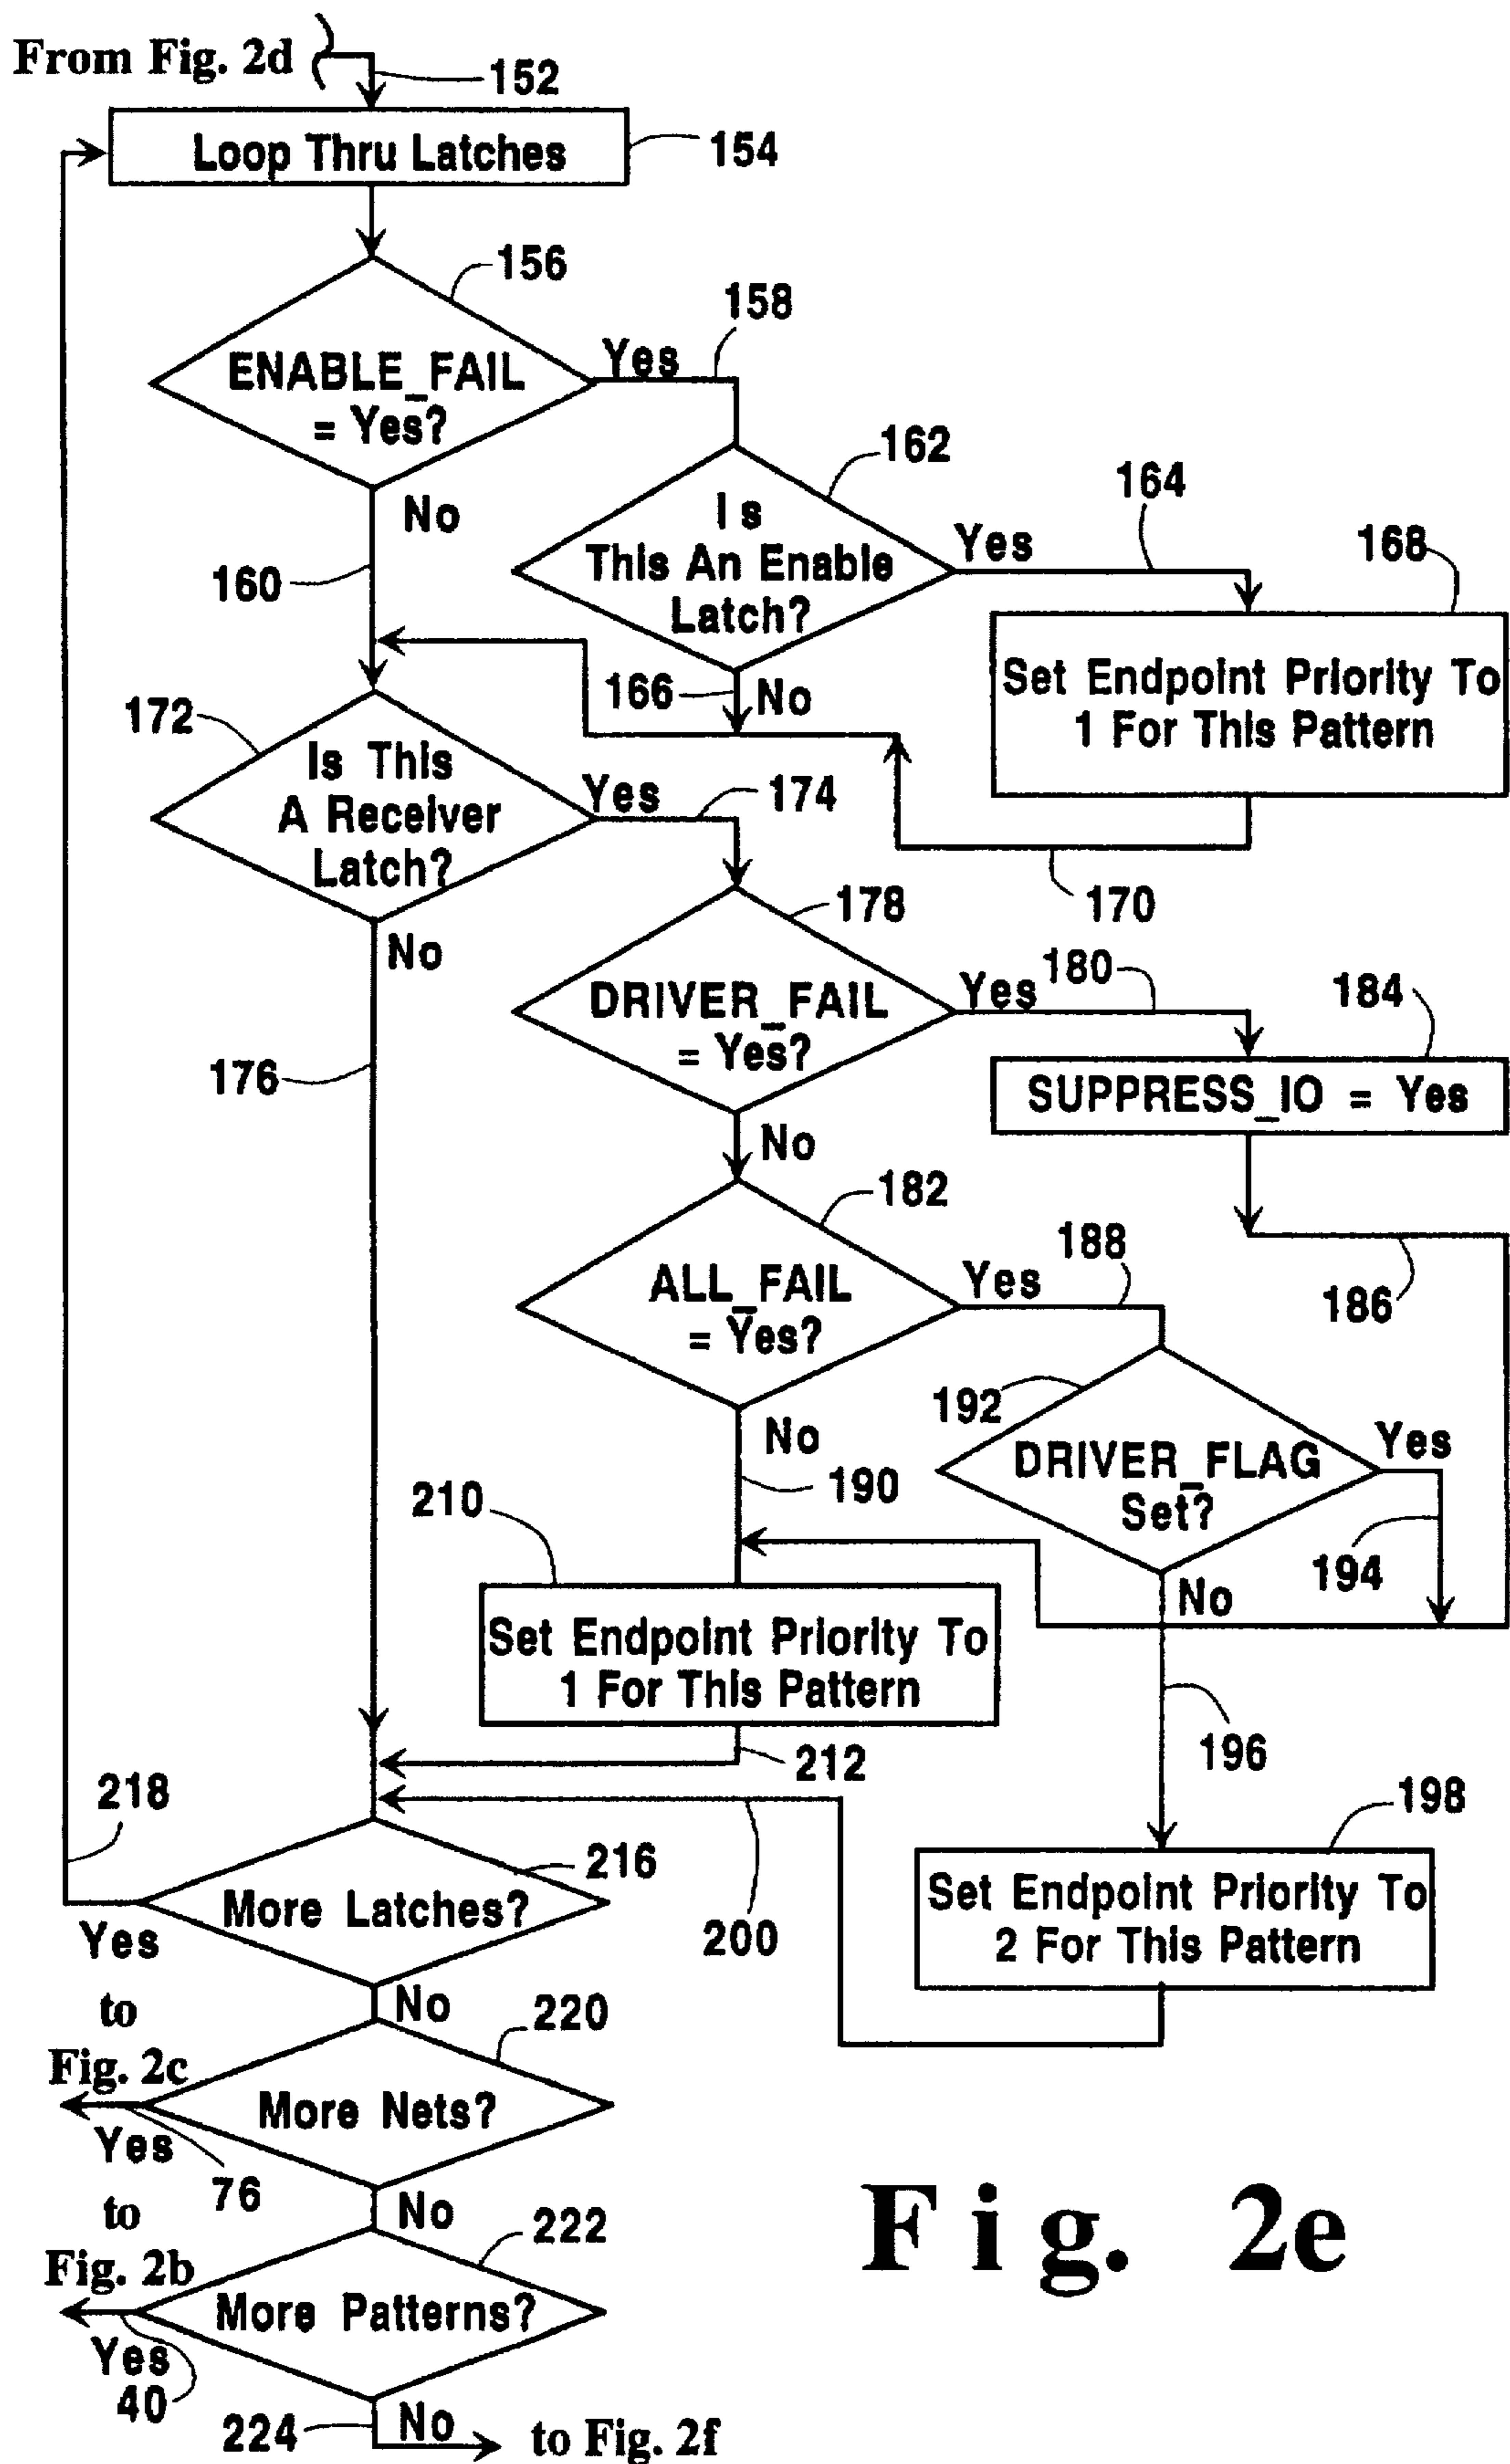 From Fig. 2d
152
Loop Thru Latches
154
156
158
ENABLE_FAIL
= Yes?
Yes
No
160
162
Is
This An Enable
Latch?
Yes
164
168
Set Endpoint Priority To
1 For This Pattern
166
No
170
172
Is This
A Receiver
Latch?
Yes
174
No
176
178
DRIVER_FAIL
= Yes?
Yes
180
184
SUPPRESS_IO = Yes
No
182
186
ALL_FAIL
= Yes?
Yes
188
192
DRIVER_FLAG
Set?
Yes
194
No
190
210
Set Endpoint Priority To
1 For This Pattern
No
196
212
198
Set Endpoint Priority To
2 For This Pattern
200
218
216
More Latches?
Yes
No
to
Fig. 2c
220
More Nets?
Yes
76
No
to
Fig. 2b
222
More Patterns?
Yes
40
224
No
to Fig. 2f
Fig. 2e